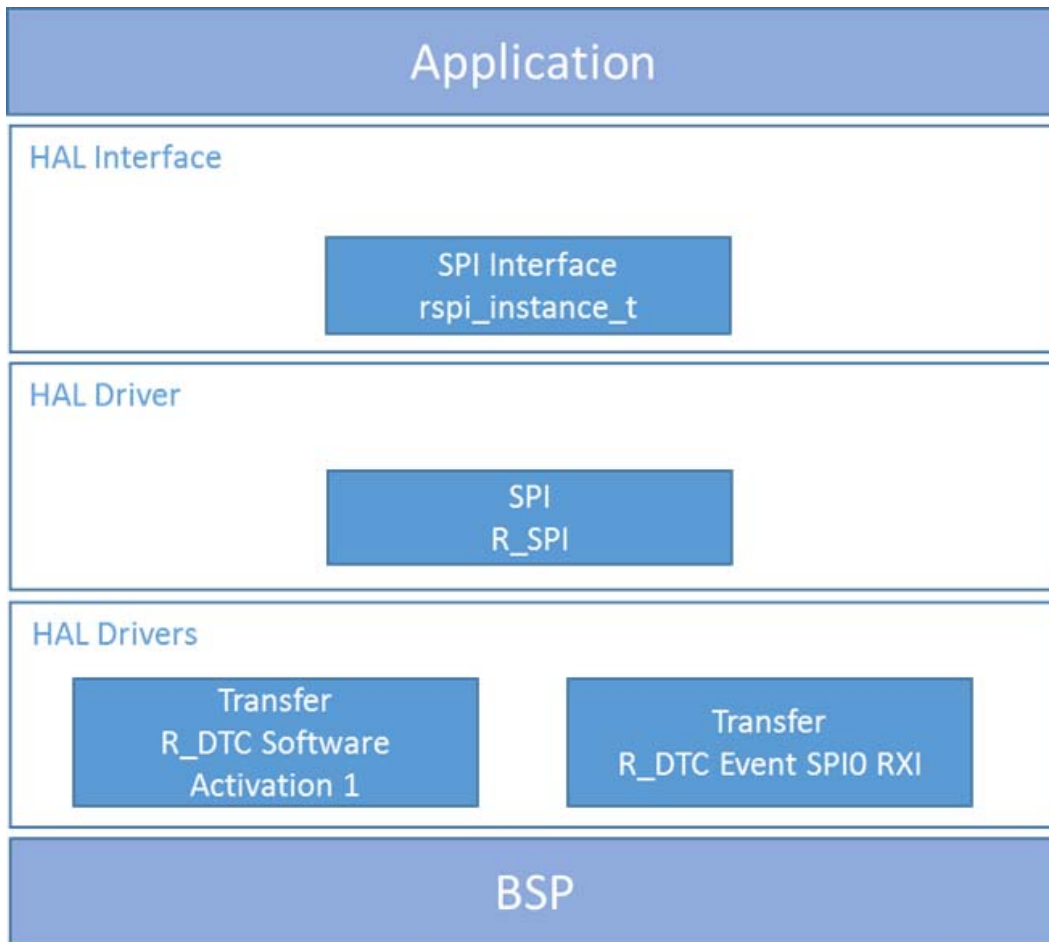 Application
HAL Interface
SPI Interface
rspi_instance_t
HAL Driver
SPI
R_SPI
HAL Drivers
Transfer
R_DTC Software
Activation 1
Transfer
R_DTC Event SPI0 RXI
BSP